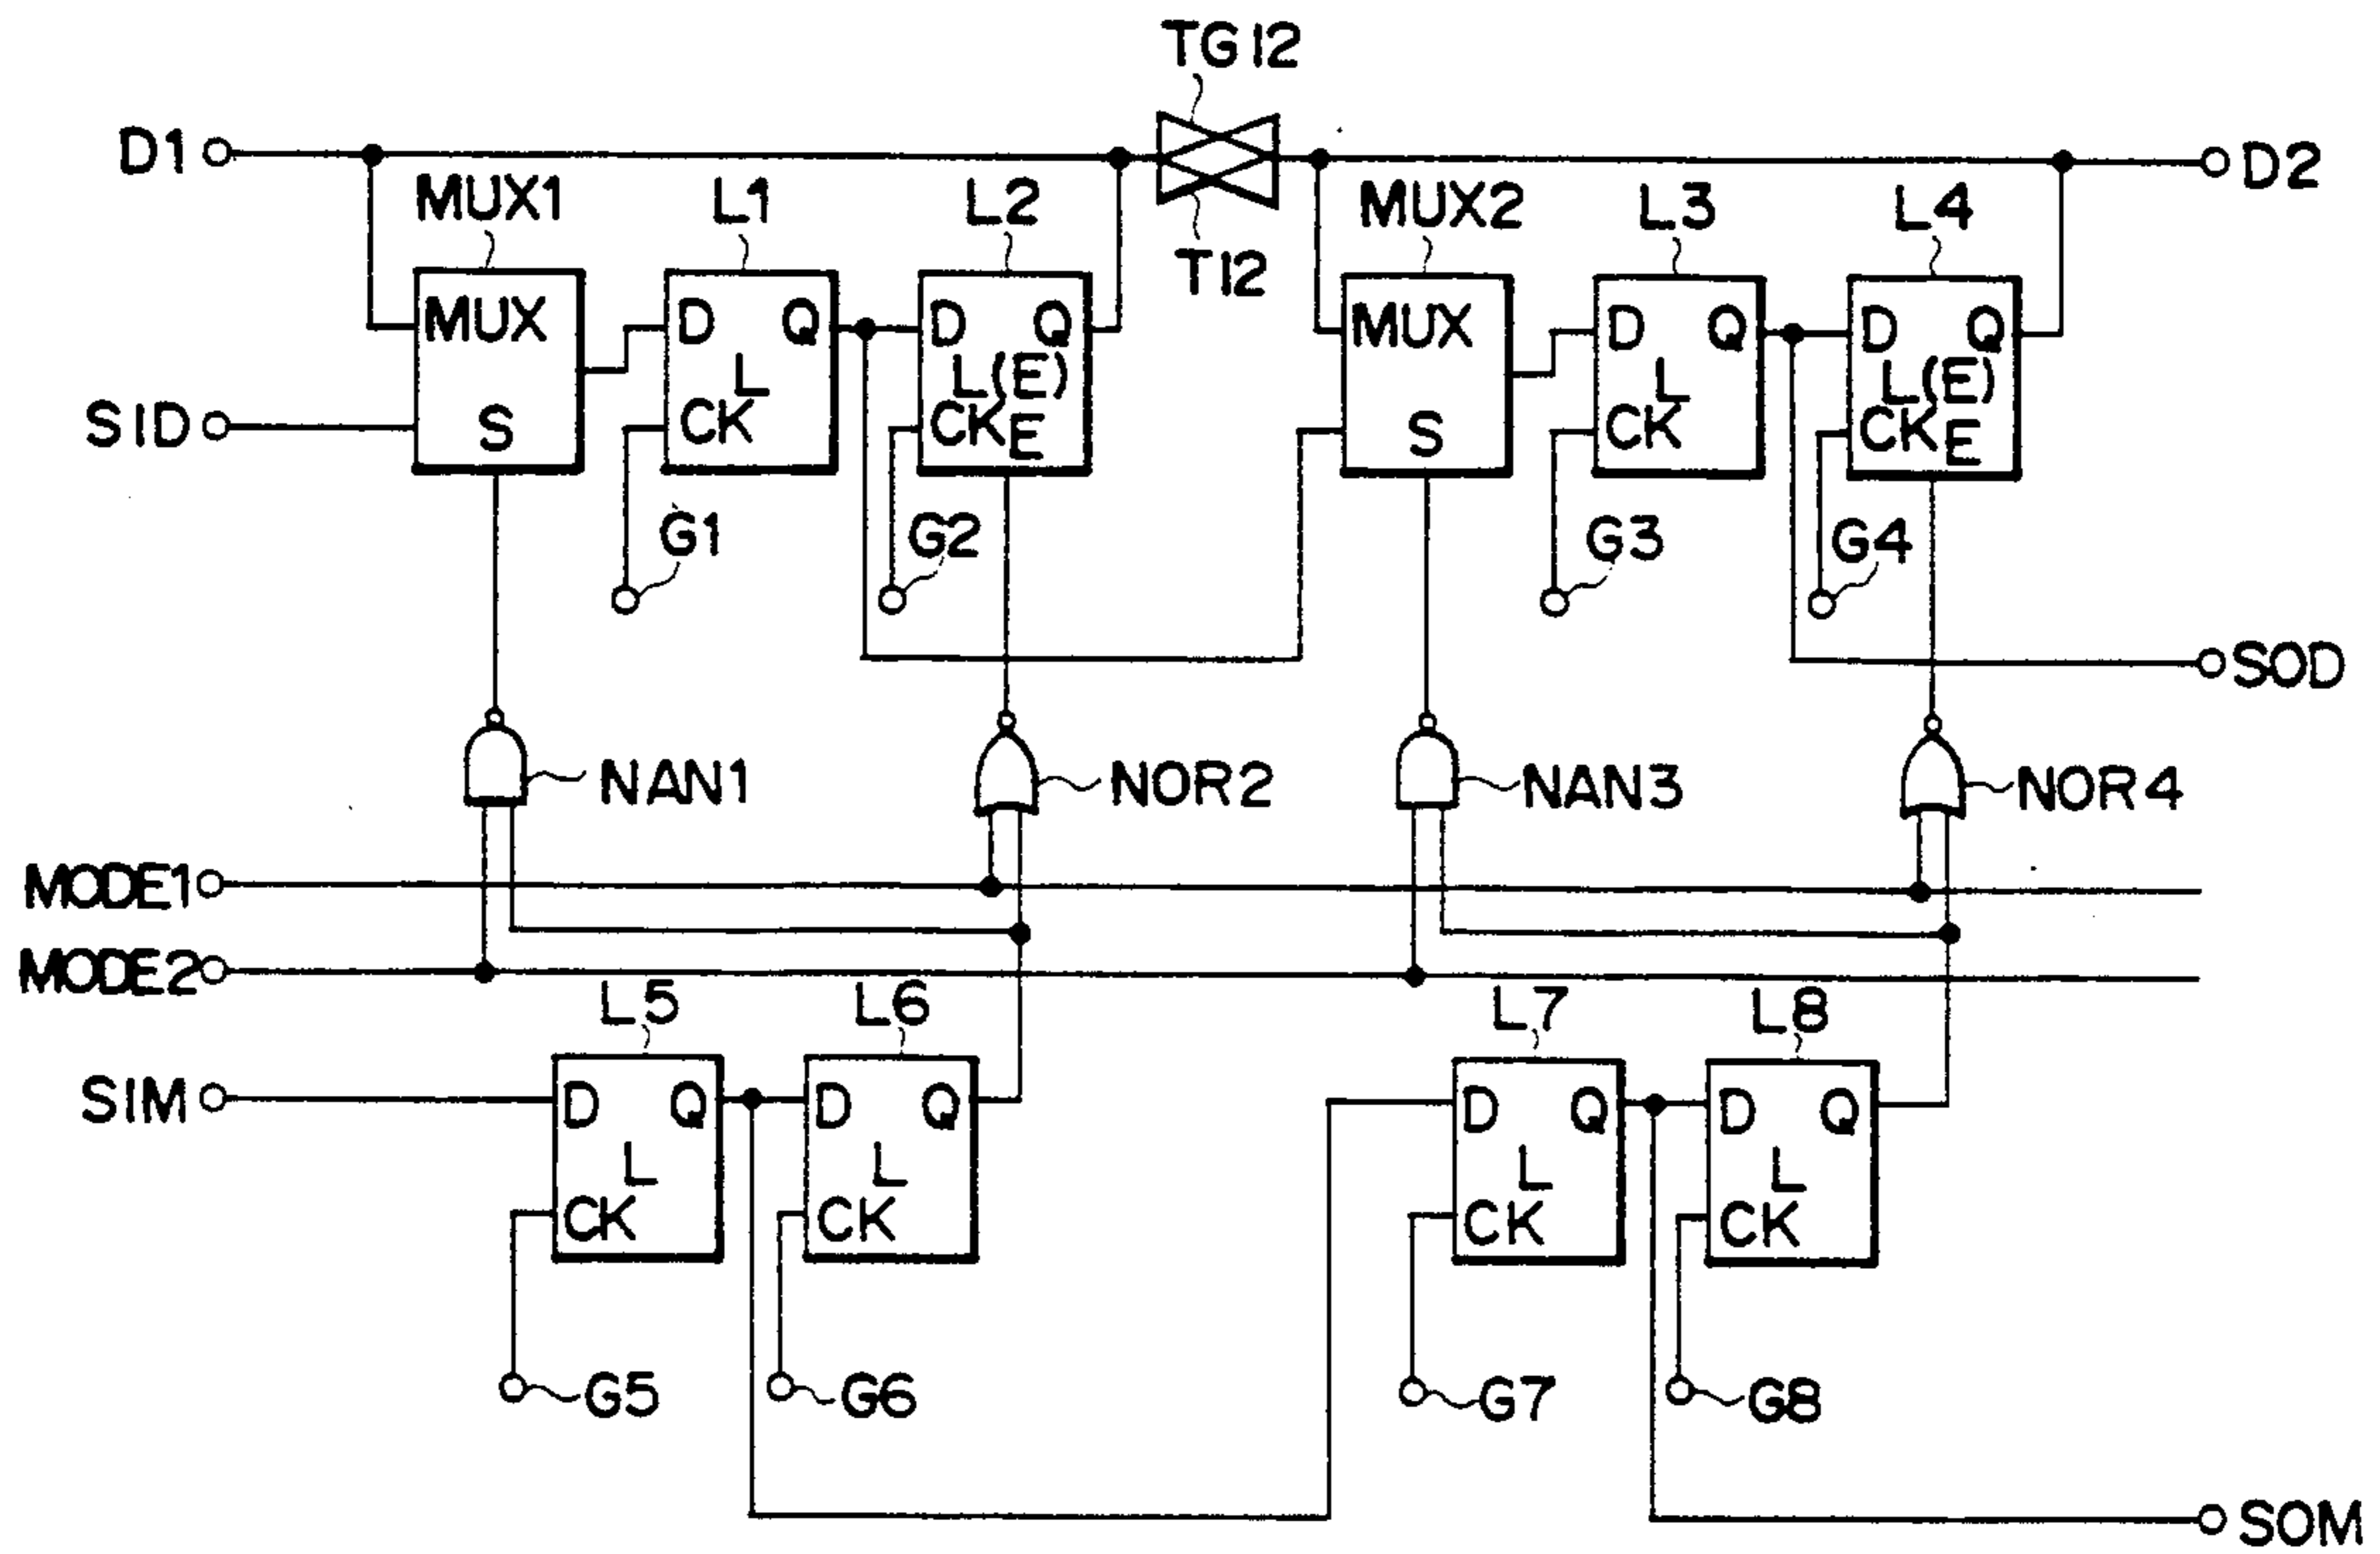 TG12
D1
D2
MUX1
L1
L2
T12
MUX2
L3
L4
MUX
S
D Q
L
CK
D Q
L(E)
CK E
MUX
S
D Q
L
CK
D Q
L(E)
CK E
SID
G1
G2
G3
G4
SOD
NAN1
NOR2
NAN3
NOR4
MODE1
MODE2
L5
L6
L7
L8
SIM
D Q
L
CK
D Q
L
CK
D Q
L
CK
D Q
L
CK
G5
G6
G7
G8
SOM